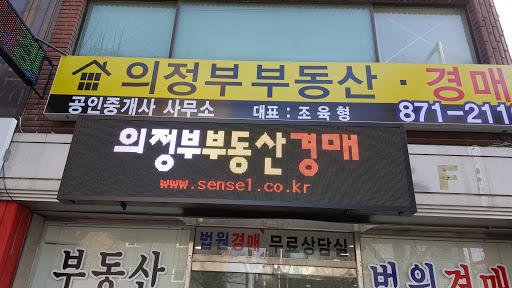 의정부부동산 · 경매
공인중개사 사무소 대표 : 조육형 871-211
의정부부동산경매
www.sense1.co.kr
법원경매 무료상담실
부동산
법원경매